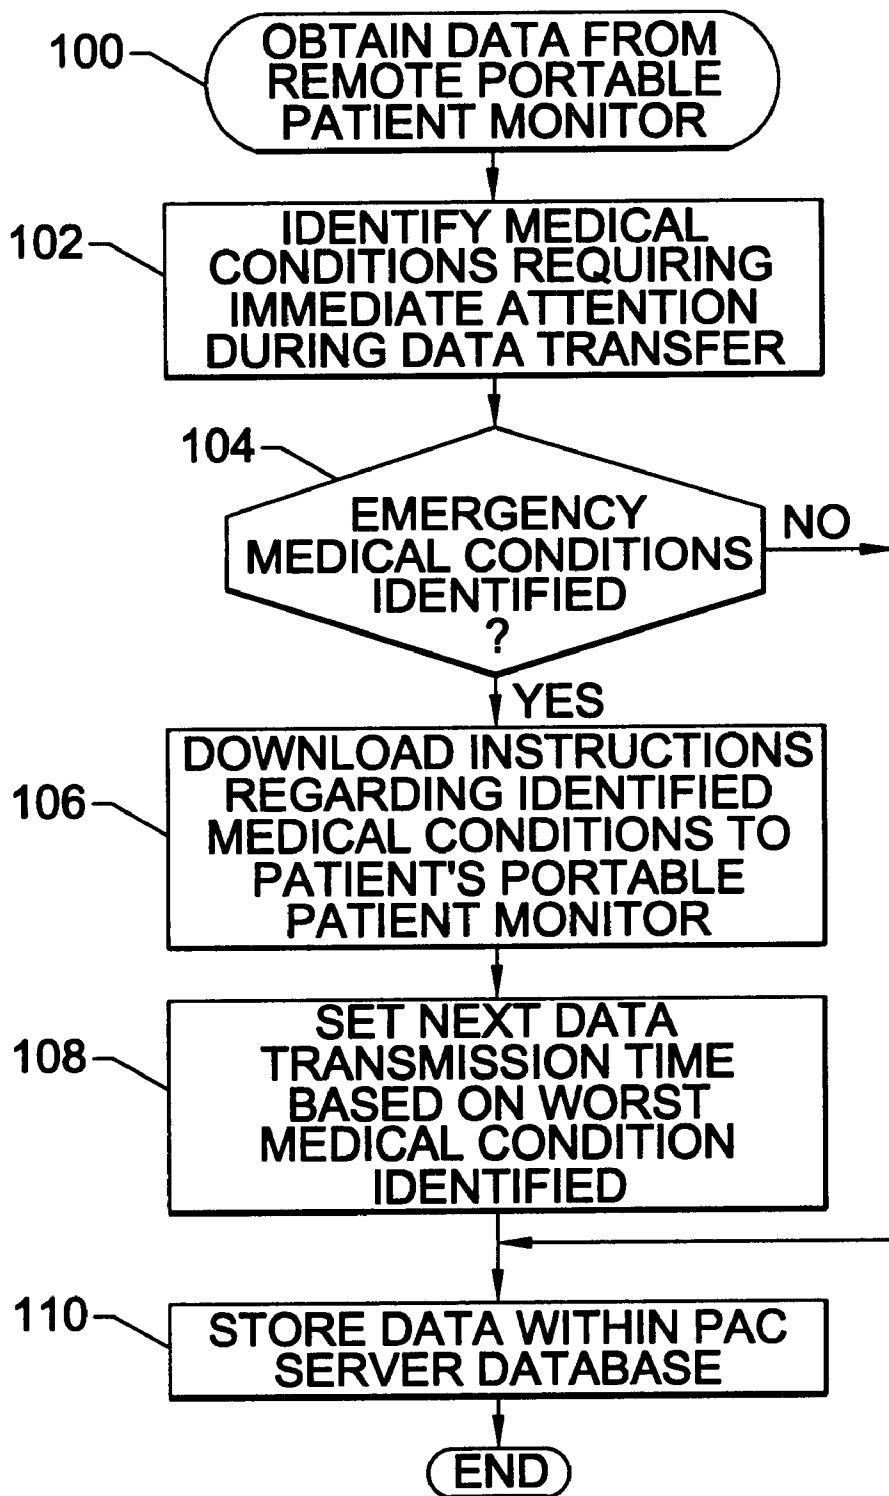 100
OBTAIN DATA FROM
REMOTE PORTABLE
PATIENT MONITOR
102
IDENTIFY MEDICAL
CONDITIONS REQUIRING
IMMEDIATE ATTENTION
DURING DATA TRANSFER
104
EMERGENCY
MEDICAL CONDITIONS
IDENTIFIED
?
NO
YES
106
DOWNLOAD INSTRUCTIONS
REGARDING IDENTIFIED
MEDICAL CONDITIONS TO
PATIENT'S PORTABLE
PATIENT MONITOR
108
SET NEXT DATA
TRANSMISSION TIME
BASED ON WORST
MEDICAL CONDITION
IDENTIFIED
110
STORE DATA WITHIN PAC
SERVER DATABASE
END